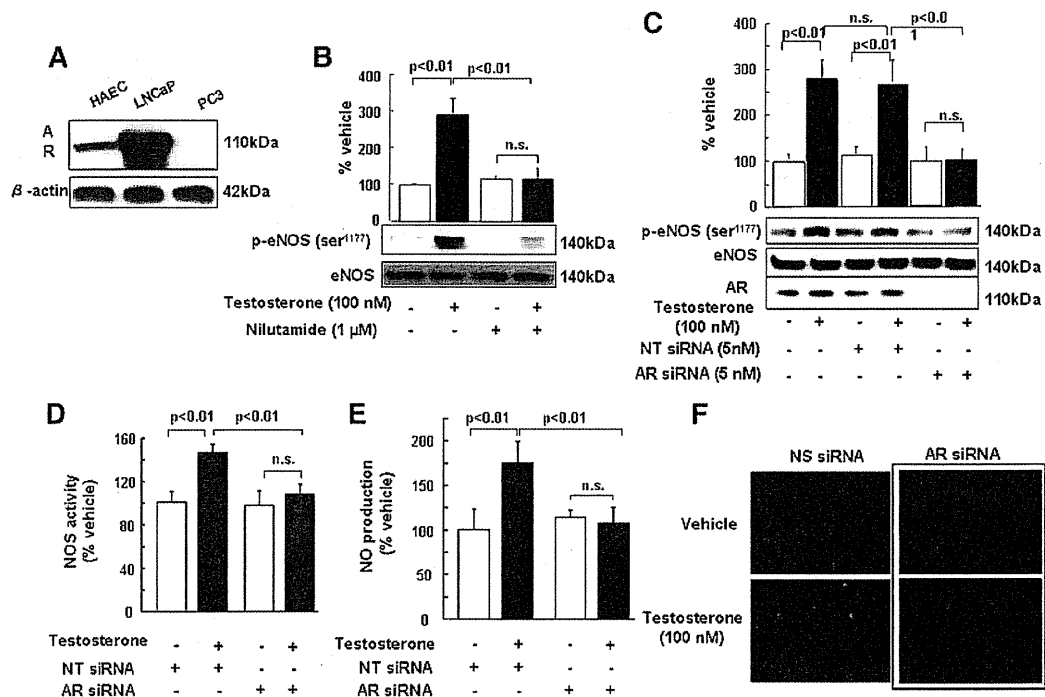 A
HAEC LNCaP PC3
A
R
110kDa
β -actin
42kDa
B
p<0.01 p<0.01
400
300
200
100
0
% vehicle
n.s.
p-eNOS (ser1177)
140kDa
eNOS
140kDa
Testosterone (100 nM) - + - +
Nilutamide (1 µM) - - + +
C
n.s. p<0.0
1
p<0.01 p<0.01
400
300
200
100
0
% vehicle
n.s.
p-eNOS (ser1177)
140kDa
eNOS
140kDa
AR
110kDa
Testosterone
(100 nM) - + - + - +
NT siRNA (5nM) - - + + - -
AR siRNA (5 nM) - - - - + +
D
p<0.01 p<0.01
160
120
80
40
0
NOS activity
(% vehicle)
n.s.
Testosterone - + - +
NT siRNA + + - -
AR siRNA - - + +
E
p<0.01 p<0.01
200
150
100
50
0
NO production
(% vehicle)
n.s.
Testosterone - + - +
NT siRNA + + - -
AR siRNA - - + +
F
NS siRNA AR siRNA
Vehicle
Testosterone
(100 nM)